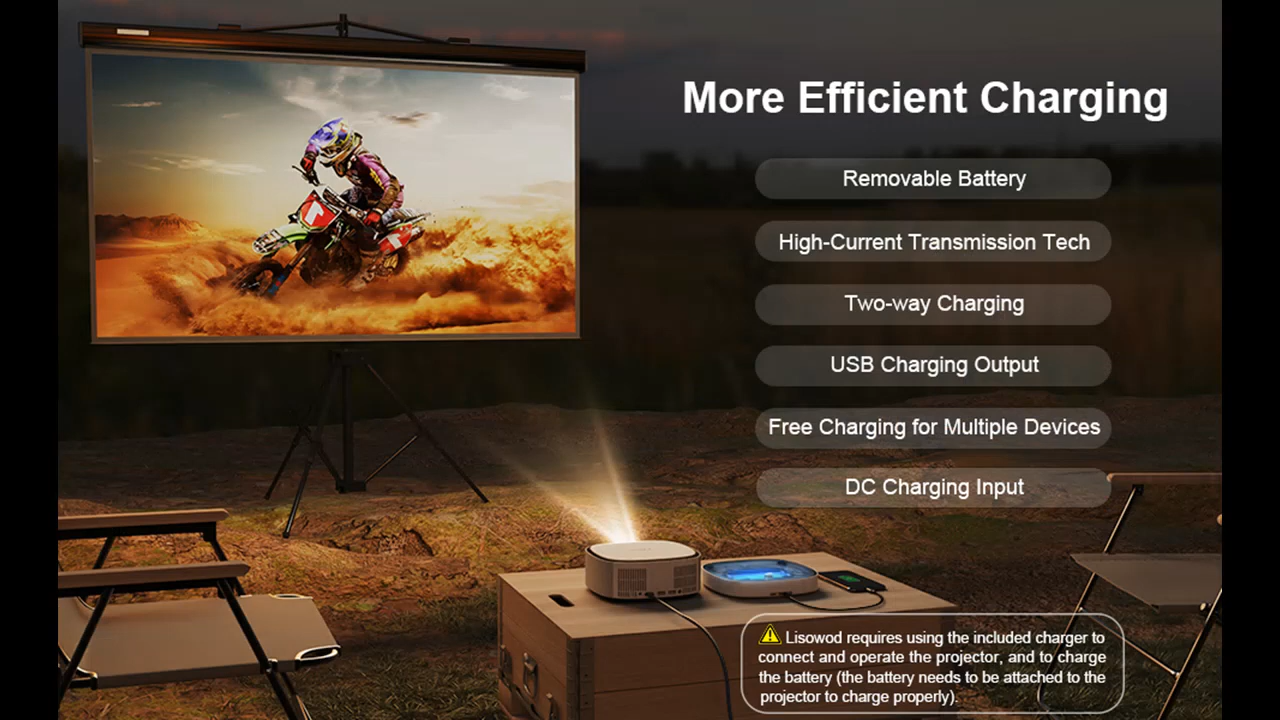 More Efficient Charging
Removable Battery
High-Current Transmission Tech
Two-way Charging
USB Charging Output
Free Charging for Multiple Devices
DC Charging Input
Lisowod requires using the included charger to
connect and operate the projector, and to charge
the battery (the battery needs to be attached to the
projector to charge properly).